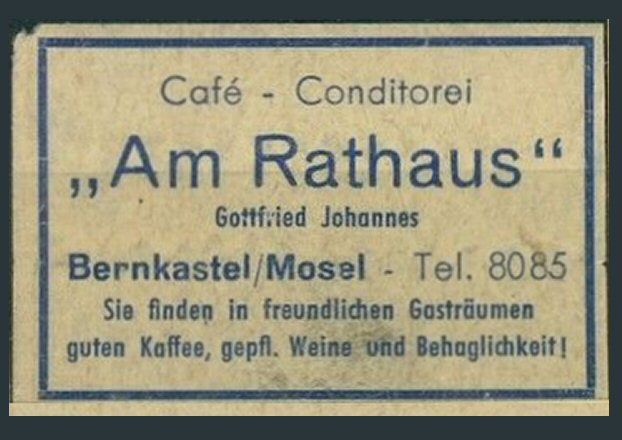 Café - Conditorei
„Am Rathaus“
Gottfried Johannes
Bernkastel/Mosel - Tel. 8085
Sie finden in freundlichen Gasträumen
guten Kaffee, gepfl. Weine und Behaglichkeit!